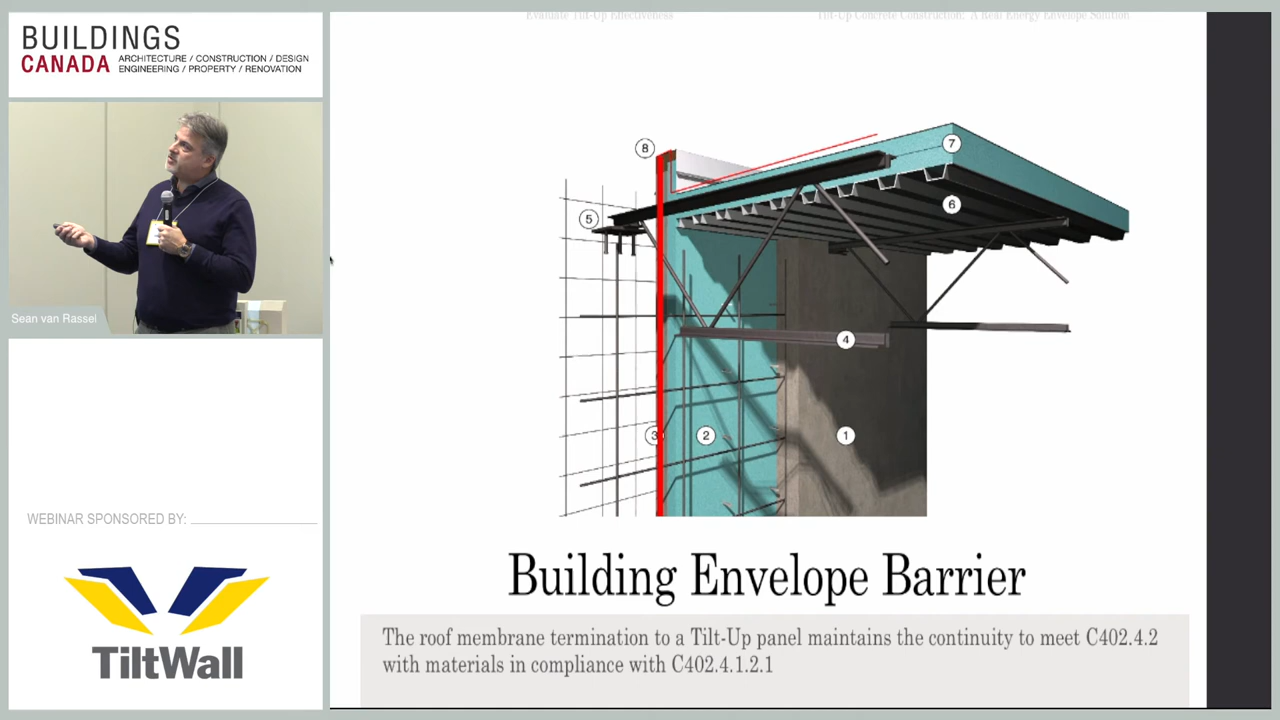 BUILDINGS
CANADA
ARCHITECTURE / CONSTRUCTION / DESIGN
ENGINEERING / PROPERTY / RENOVATION
Sean van Rassel
WEBINAR SPONSORED BY:
TiltWall
Evaluate Tilt-Up Effectiveness
Tilt-Up Concrete Construction: A Real Energy Envelope Solution
8
7
5
6
4
3
2
1
Building Envelope Barrier
The roof membrane termination to a Tilt-Up panel maintains the continuity to meet C402.4.2
with materials in compliance with C402.4.1.2.1